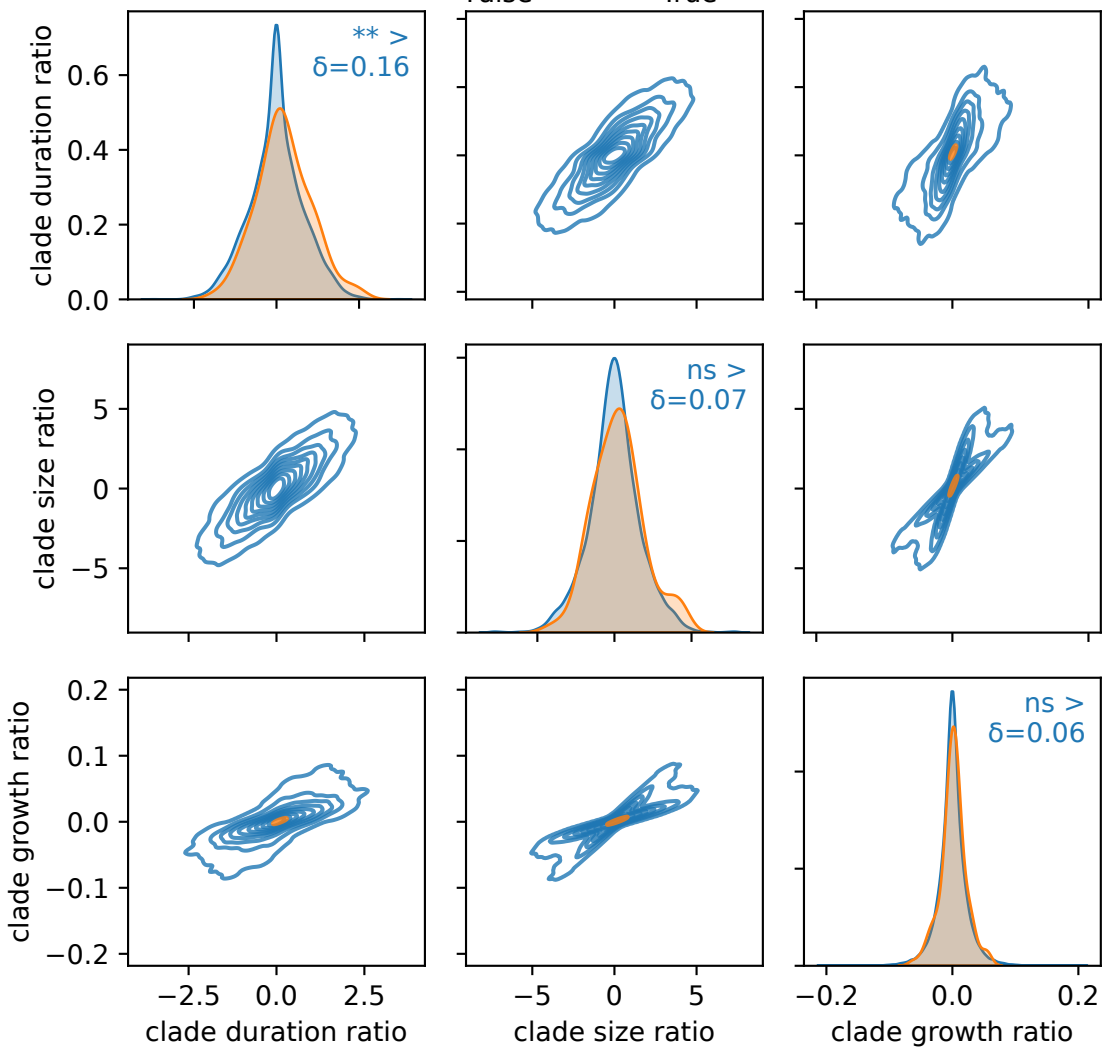 False True
clade duration ratio
0.6
0.4
0.2
0.0
** >
δ=0.16
clade size ratio
5
0
−5
ns >
δ=0.07
clade growth ratio
0.2
0.1
0.0
−0.1
−0.2
ns >
δ=0.06
−2.5 0.0 2.5
clade duration ratio
−5 0 5
clade size ratio
−0.2 0.0 0.2
clade growth ratio